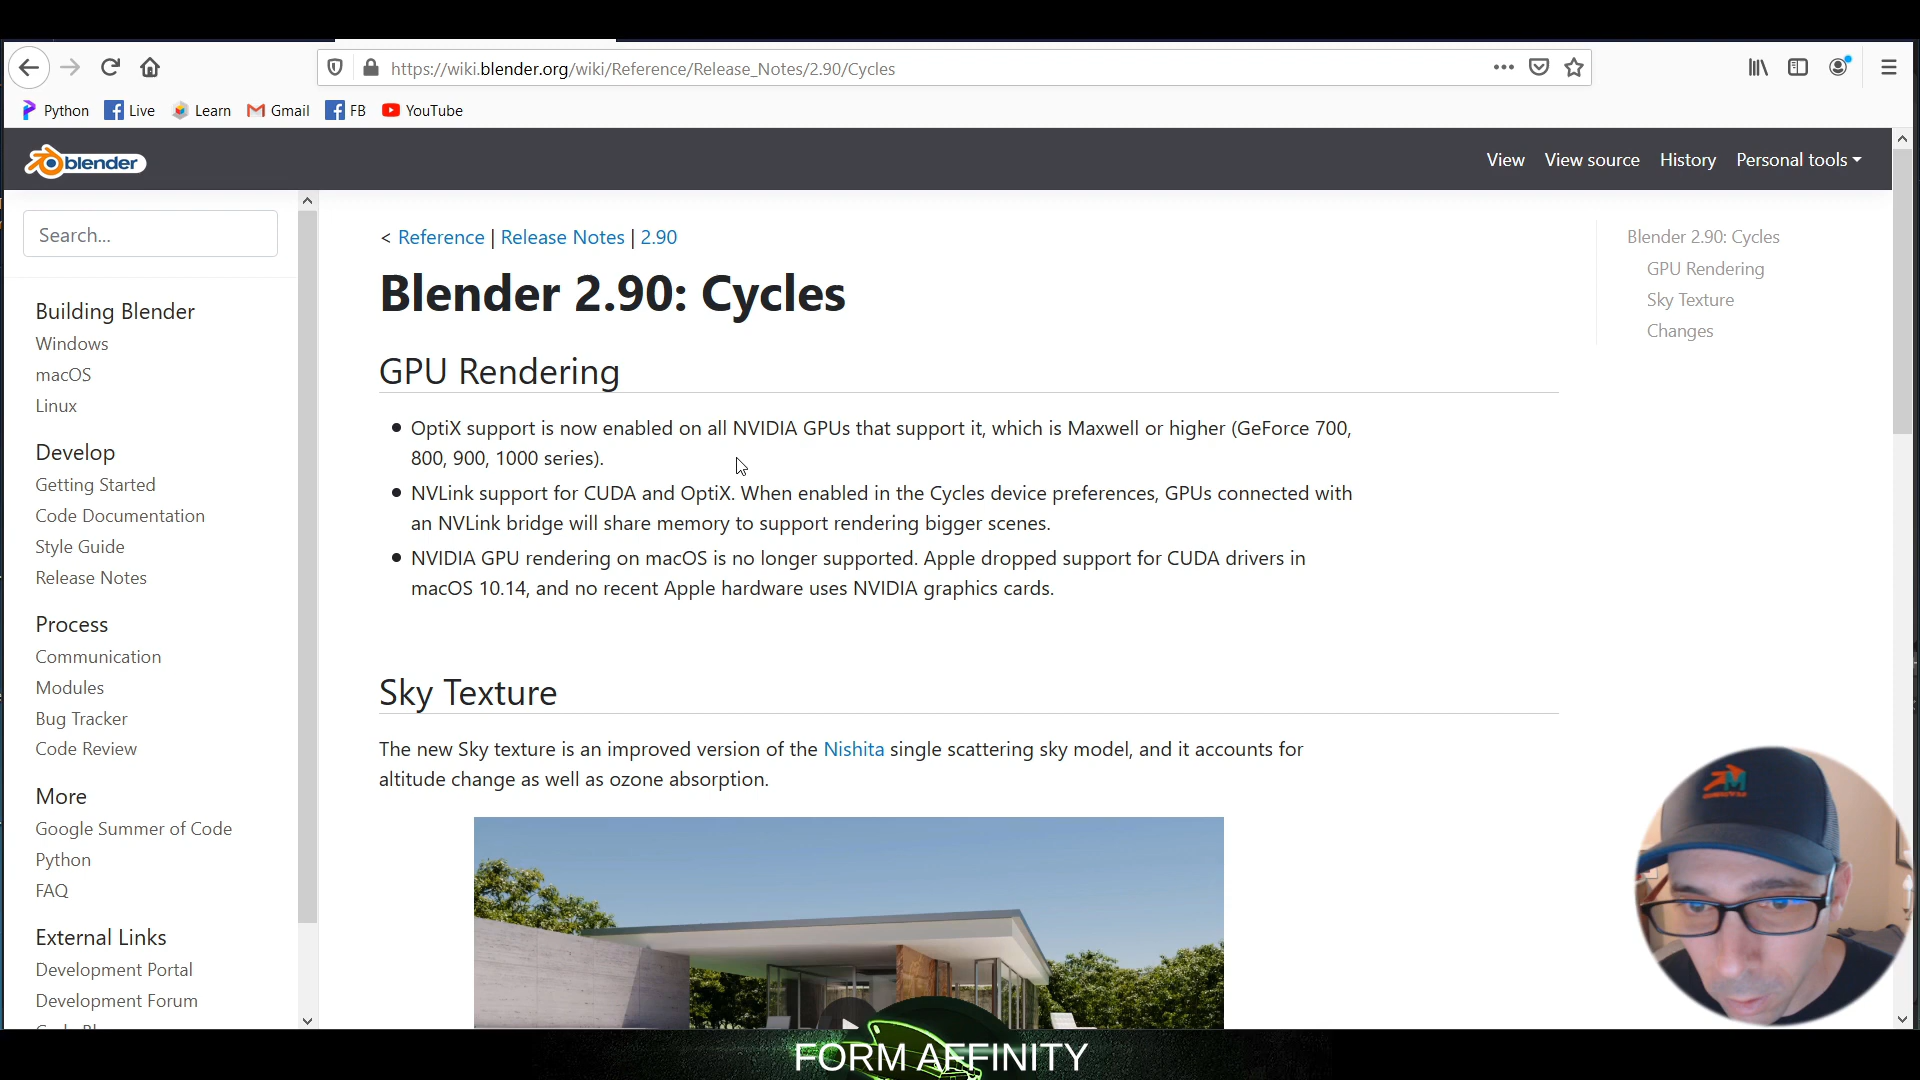 https://wiki.blender.org/wiki/Reference/Release_Notes/2.90/Cycles
Python Live Learn Gmail FB YouTube
blender
View View source History Personal tools
Search...
Building Blender
Windows
macOS
Linux
Develop
Getting Started
Code Documentation
Style Guide
Release Notes
Process
Communication
Modules
Bug Tracker
Code Review
More
Google Summer of Code
Python
FAQ
External Links
Development Portal
Development Forum
< Reference | Release Notes | 2.90
Blender 2.90: Cycles
GPU Rendering
• OptiX support is now enabled on all NVIDIA GPUs that support it, which is Maxwell or higher (GeForce 700,
800, 900, 1000 series).
• NVLink support for CUDA and OptiX. When enabled in the Cycles device preferences, GPUs connected with
an NVLink bridge will share memory to support rendering bigger scenes.
• NVIDIA GPU rendering on macOS is no longer supported. Apple dropped support for CUDA drivers in
macOS 10.14, and no recent Apple hardware uses NVIDIA graphics cards.
Sky Texture
The new Sky texture is an improved version of the Nishita single scattering sky model, and it accounts for
altitude change as well as ozone absorption.
Blender 2.90: Cycles
GPU Rendering
Sky Texture
Changes
FORM AFFINITY